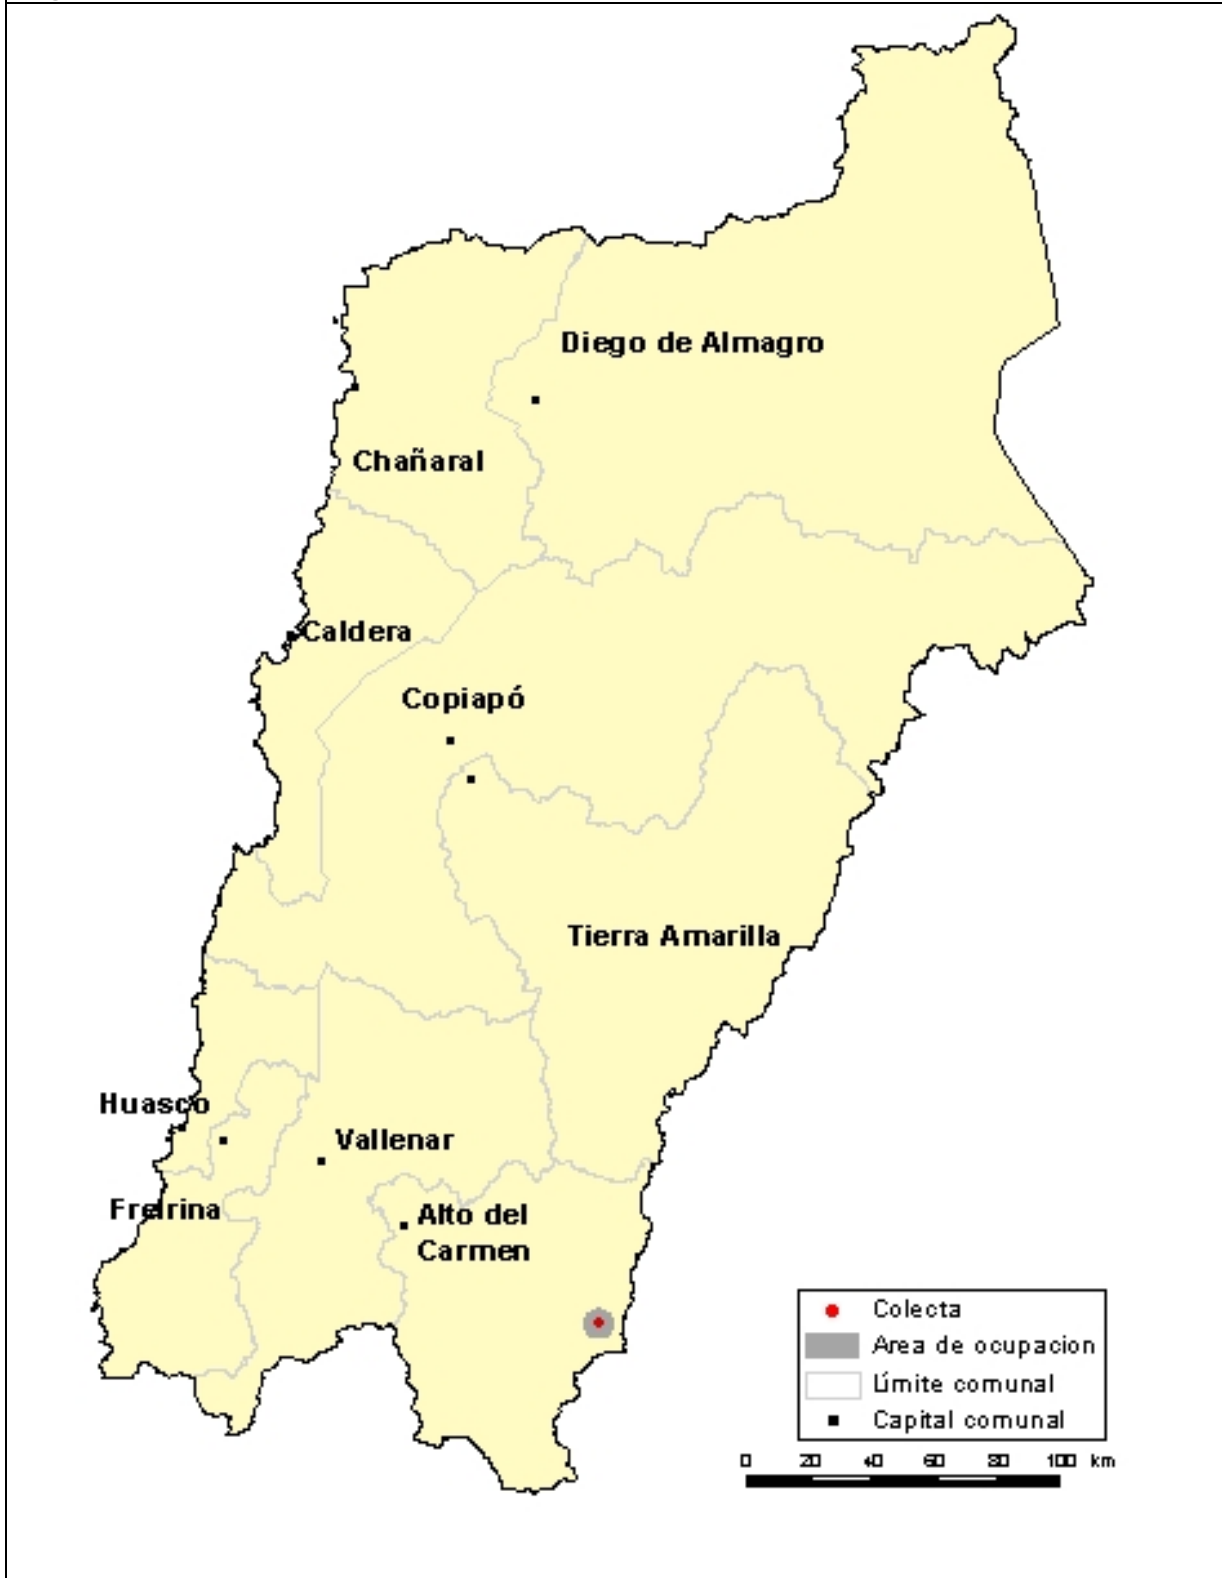 Diego de Almagro
Chañaral
Caldera
Copiapó
Tierra Amarilla
Huasco
Vallenar
Freirina
Alto del
Carmen
Colecta
Area de ocupacion
Límite comunal
Capital comunal
0 20 40 60 80 100 km